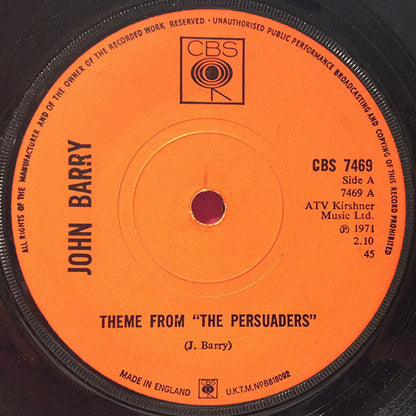 ALL RIGHTS OF THE MANUFACTURER AND OF THE OWNER OF THE RECORDED WORK RESERVED - UNAUTHORISED PUBLIC PERFORMANCE BROADCASTING AND COPYING OF THIS RECORD PROHIBITED
CBS
JOHN BARRY
CBS 7469
Side A
7469 A
ATV Kirshner
Music Ltd.
℗ 1971
2.10
45
THEME FROM "THE PERSUADERS"
(J. Barry)
MADE IN ENGLAND
CBS
U.K.T.M.No B818092